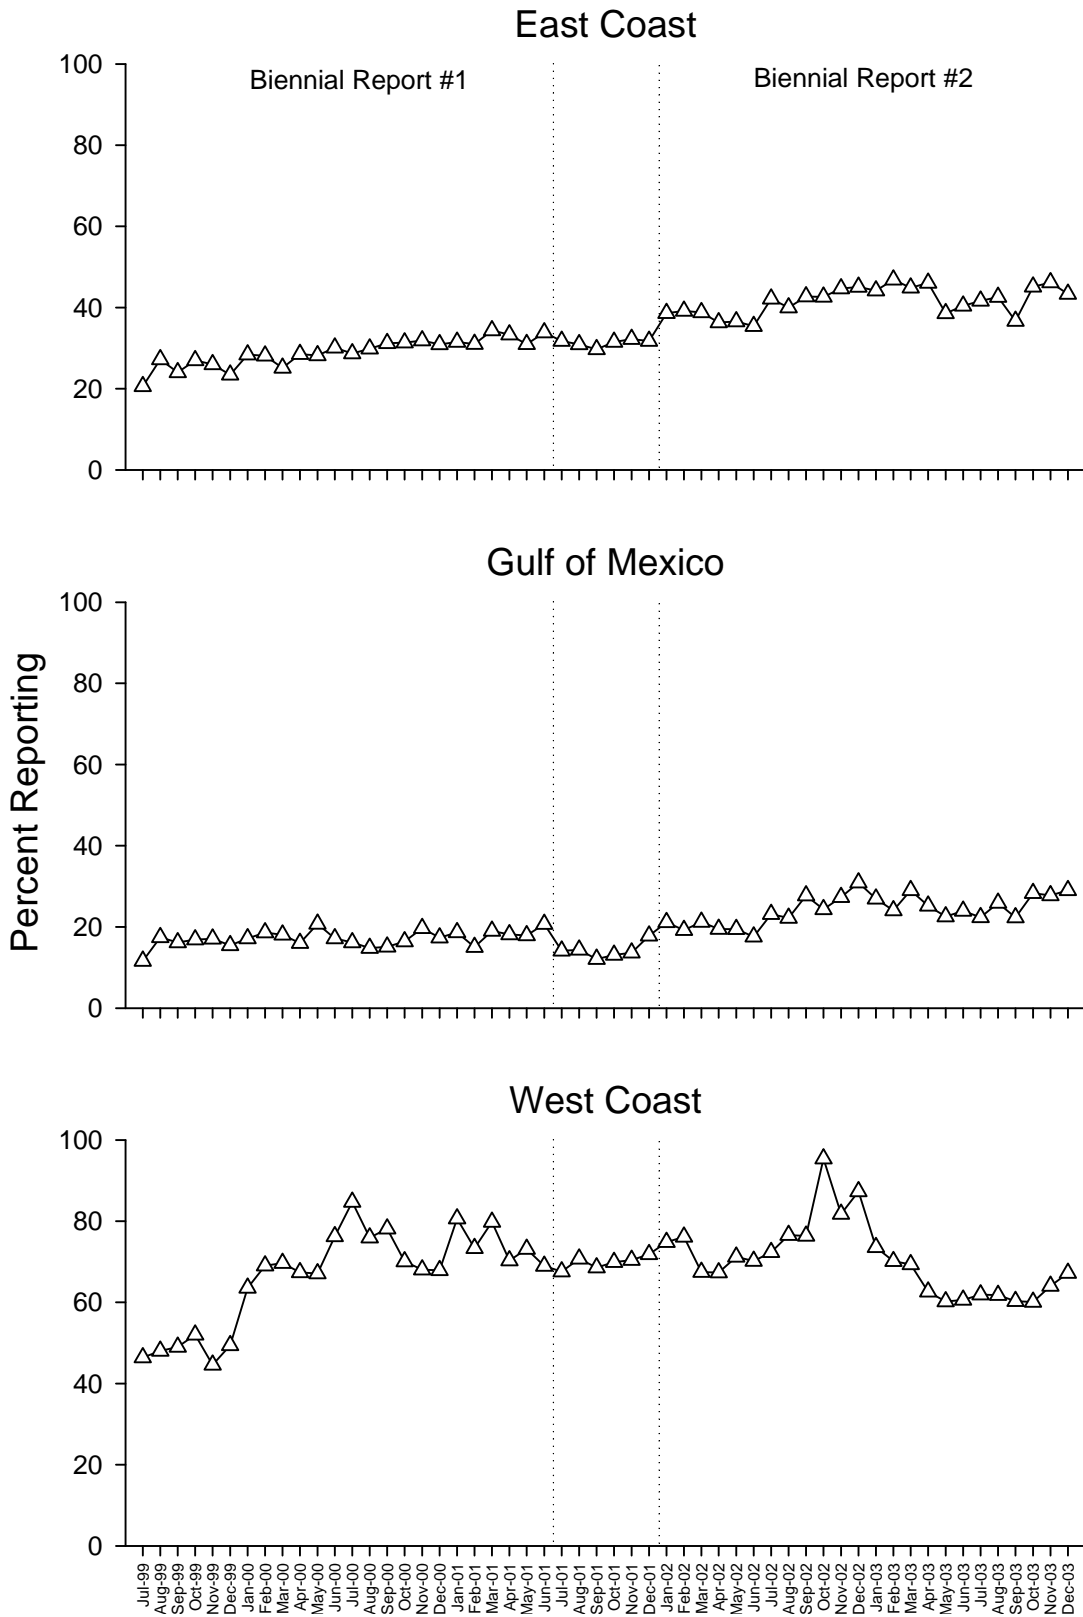 East Coast
Biennial Report #1
Biennial Report #2
100
80
60
40
20
0
Gulf of Mexico
Percent Reporting
100
80
60
40
20
0
West Coast
100
80
60
40
20
0
Jul-99
Aug-99
Sep-99
Oct-99
Nov-99
Dec-99
Jan-00
Feb-00
Mar-00
Apr-00
May-00
Jun-00
Jul-00
Aug-00
Sep-00
Oct-00
Nov-00
Dec-00
Jan-01
Feb-01
Mar-01
Apr-01
May-01
Jun-01
Jul-01
Aug-01
Sep-01
Oct-01
Nov-01
Dec-01
Jan-02
Feb-02
Mar-02
Apr-02
May-02
Jun-02
Jul-02
Aug-02
Sep-02
Oct-02
Nov-02
Dec-02
Jan-03
Feb-03
Mar-03
Apr-03
May-03
Jun-03
Jul-03
Aug-03
Sep-03
Oct-03
Nov-03
Dec-03